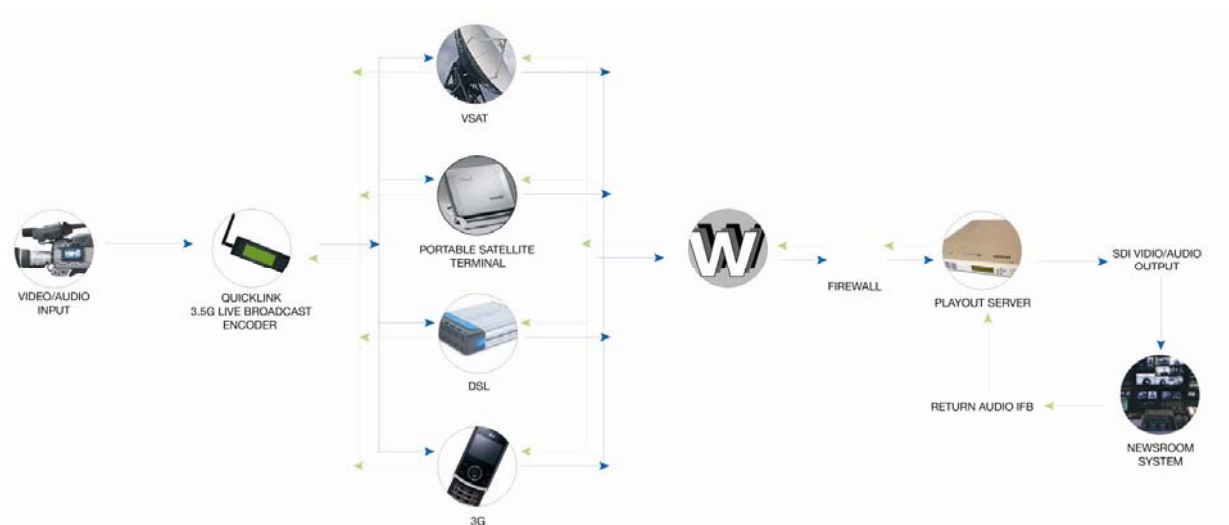 VSAT
PORTABLE SATELLITE
TERMINAL
VIDEO/AUDIO
INPUT
QUICKLINK
3.5G LIVE BROADCAST
ENCODER
W
FIREWALL
PLAYOUT SERVER
SDI VIDIO/AUDIO
OUTPUT
DSL
RETURN AUDIO IFB
NEWSROOM
SYSTEM
3G